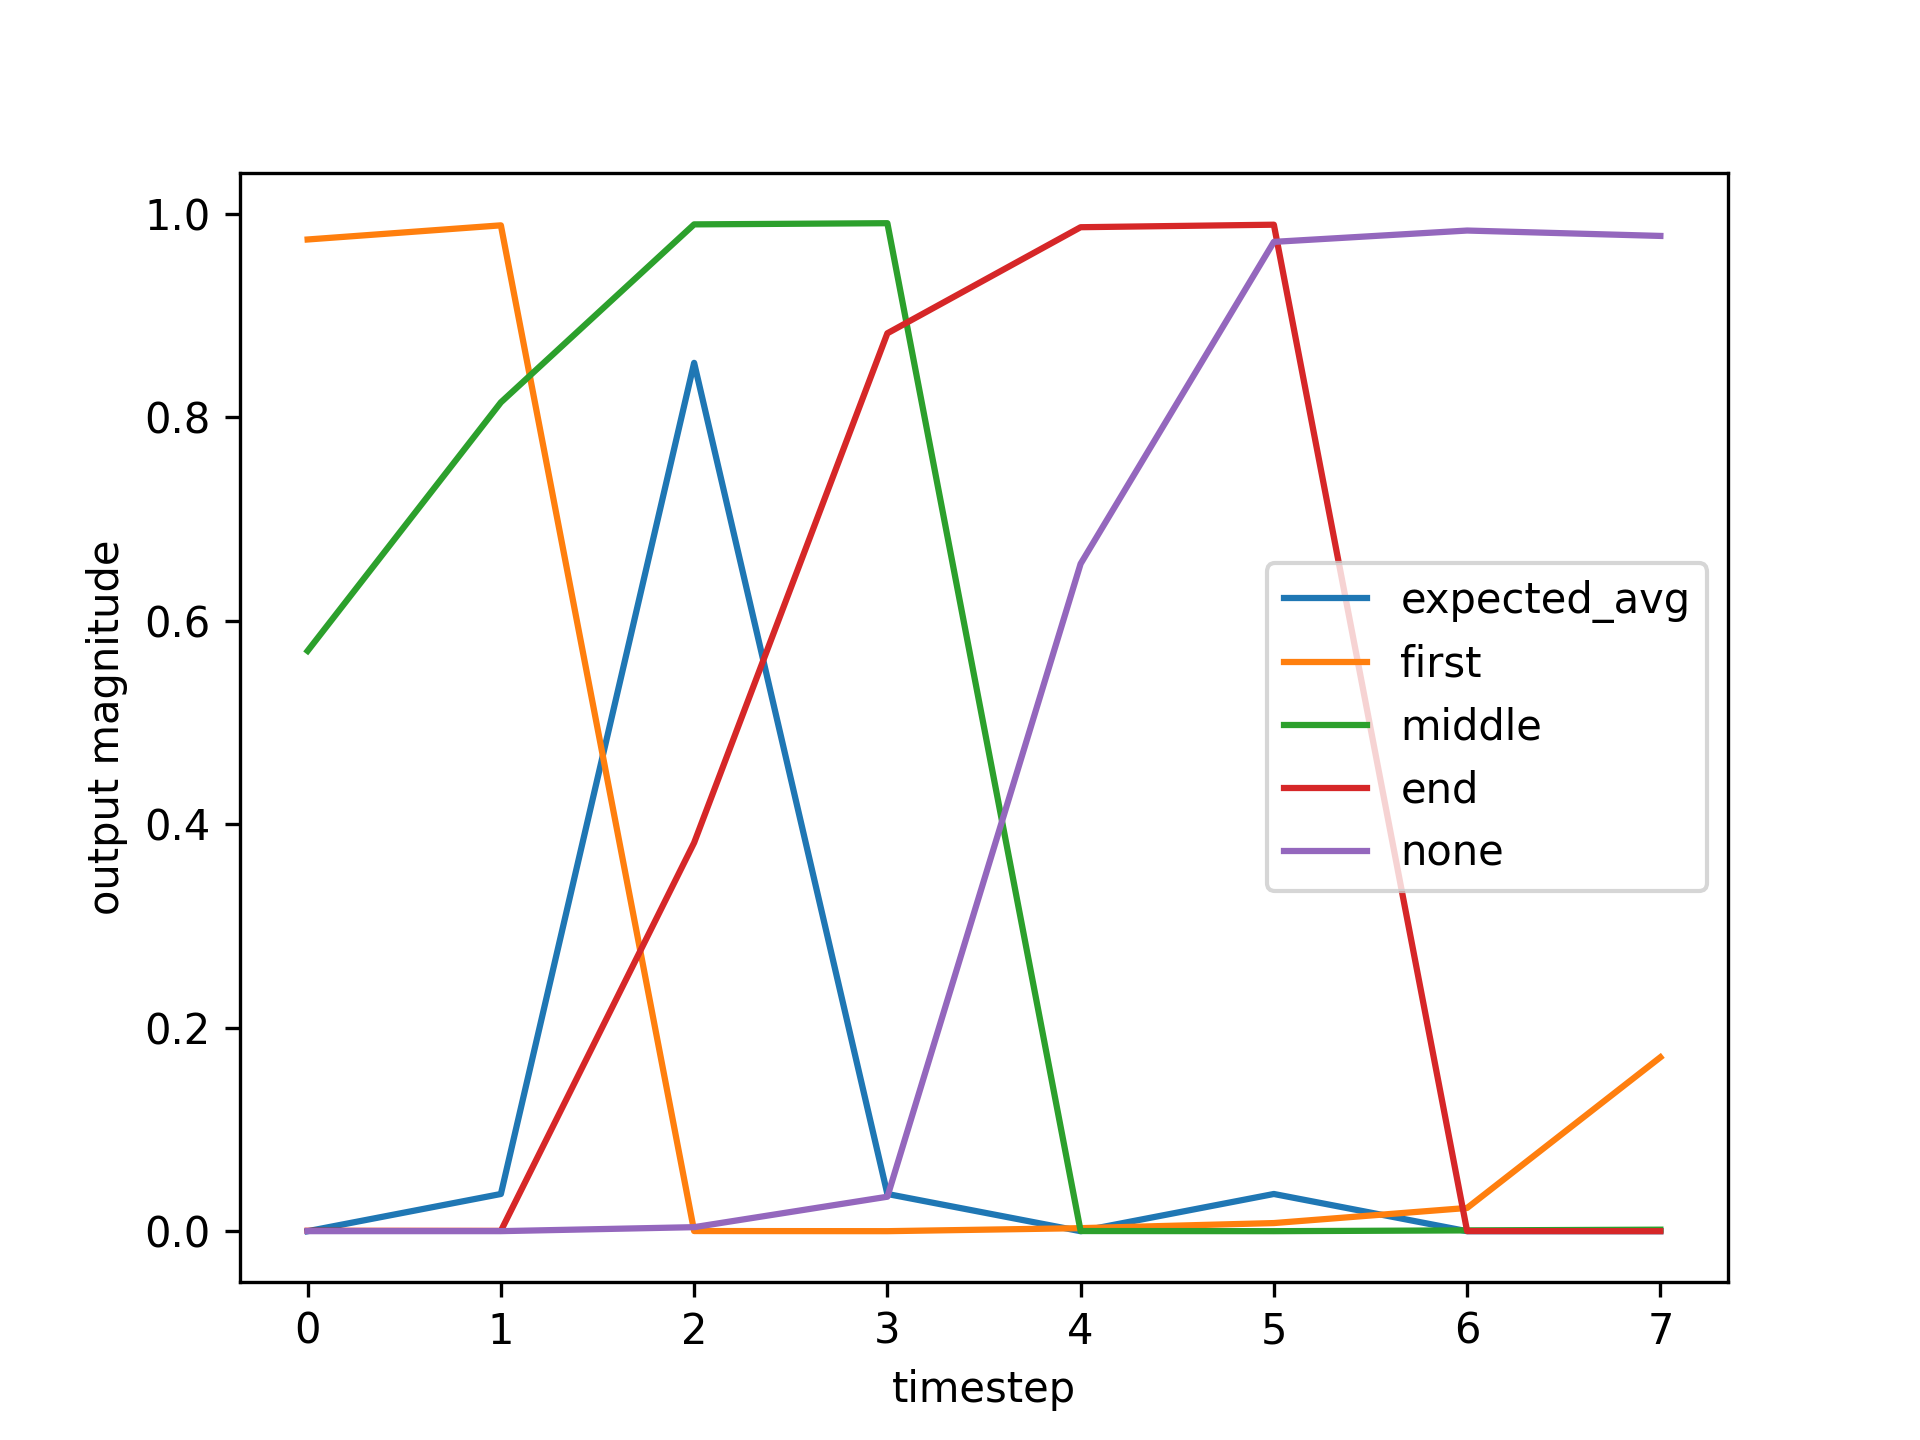 1.0
0.8
0.6
0.4
0.2
0.0
output magnitude
expected_avg
first
middle
end
none
0 1 2 3 4 5 6 7
timestep